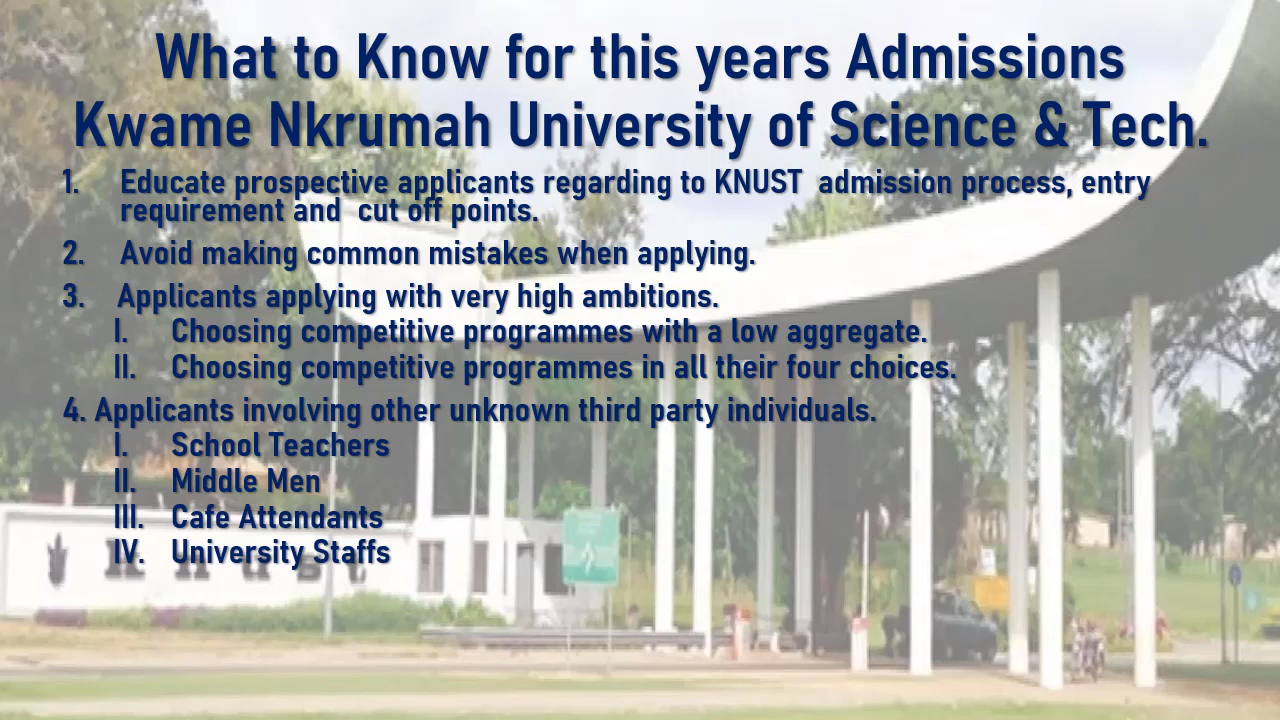 What to Know for this years Admissions
Kwame Nkrumah University of Science & Tech.
1. Educate prospective applicants regarding to KNUST admission process, entry
requirement and cut off points.
2. Avoid making common mistakes when applying.
3. Applicants applying with very high ambitions.
I. Choosing competitive programmes with a low aggregate.
II. Choosing competitive programmes in all their four choices.
4. Applicants involving other unknown third party individuals.
I. School Teachers
II. Middle Men
III. Cafe Attendants
IV. University Staffs